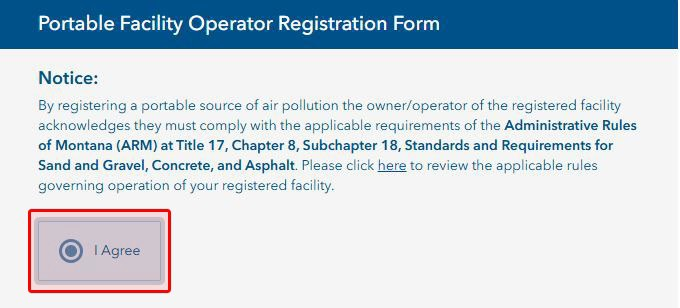 Portable Facility Operator Registration Form
Notice:
By registering a portable source of air pollution the owner/operator of the registered facility
acknowledges they must comply with the applicable requirements of the Administrative Rules
of Montana (ARM) at Title 17, Chapter 8, Subchapter 18, Standards and Requirements for
Sand and Gravel, Concrete, and Asphalt. Please click here to review the applicable rules
governing operation of your registered facility.
I Agree